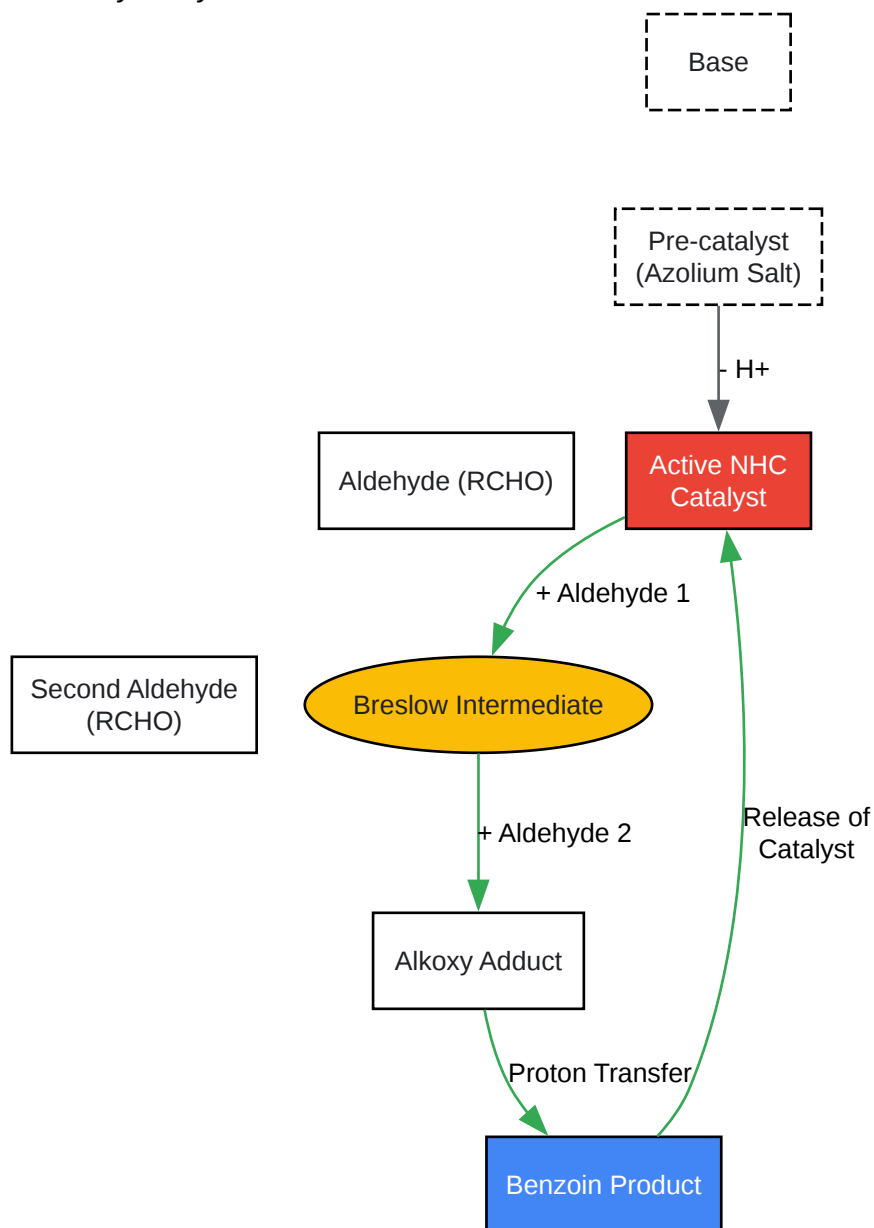 Base
Pre-catalyst
(Azolium Salt)
- H+
Aldehyde (RCHO)
Active NHC
Catalyst
+ Aldehyde 1
Second Aldehyde
(RCHO)
Breslow Intermediate
+ Aldehyde 2
Release of
Catalyst
Alkoxy Adduct
Proton Transfer
Benzoin Product